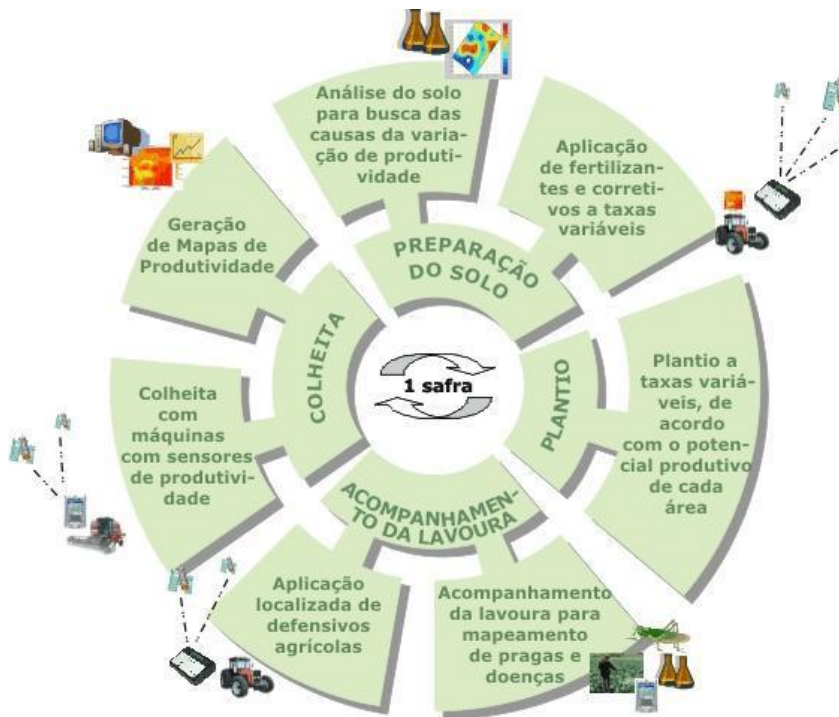 Análise do solo
para busca das
causas da varia-
ção de produti-
vidade
Aplicação
de fertilizan-
tes e correti-
vos a taxas
variáveis
PREPARAÇÃO
DO SOLO
Geração
de Mapas de
Produtividade
COLHEITA
1 safra
PLANTIO
Plantio a
taxas variá-
veis, de
acordo
com o poten-
cial produtivo
de cada
área
Colheita
com
máquinas
com sensores
de produtivi-
dade
ACOMPANHAMEN-
TO DA LAVOURA
Aplicação
localizada de
defensivos
agrícolas
Acompanhamento
da lavoura para
mapeamento
de pragas e
doenças